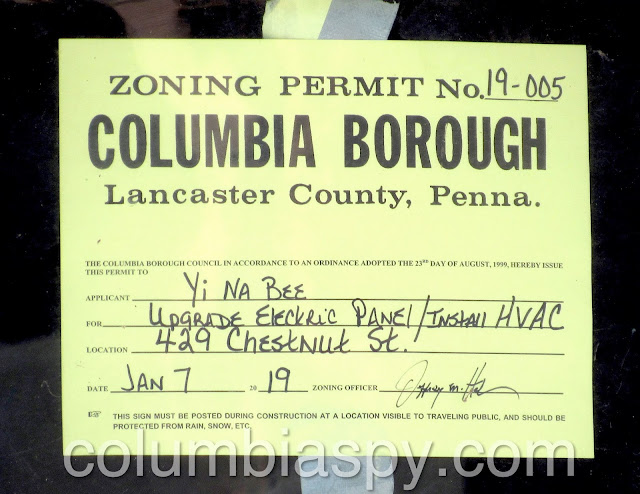 ZONING PERMIT No. 19-005
COLUMBIA BOROUGH
Lancaster County, Penna.
THE COLUMBIA BOROUGH COUNCIL IN ACCORDANCE TO AN ORDINANCE ADOPTED THE 23RD DAY OF AUGUST, 1999, HEREBY ISSUE
THIS PERMIT TO
APPLICANT Yi NA BEE
FOR UPGRADE ElECtRIC PANEl/INStAll HVAC
LOCATION 429 ChEStNUt St.
DATE JAN 7 20 19 ZONING OFFICER
☞ THIS SIGN MUST BE POSTED DURING CONSTRUCTION AT A LOCATION VISIBLE TO TRAVELING PUBLIC, AND SHOULD BE
PROTECTED FROM RAIN, SNOW, ETC.
columbiaspy.com